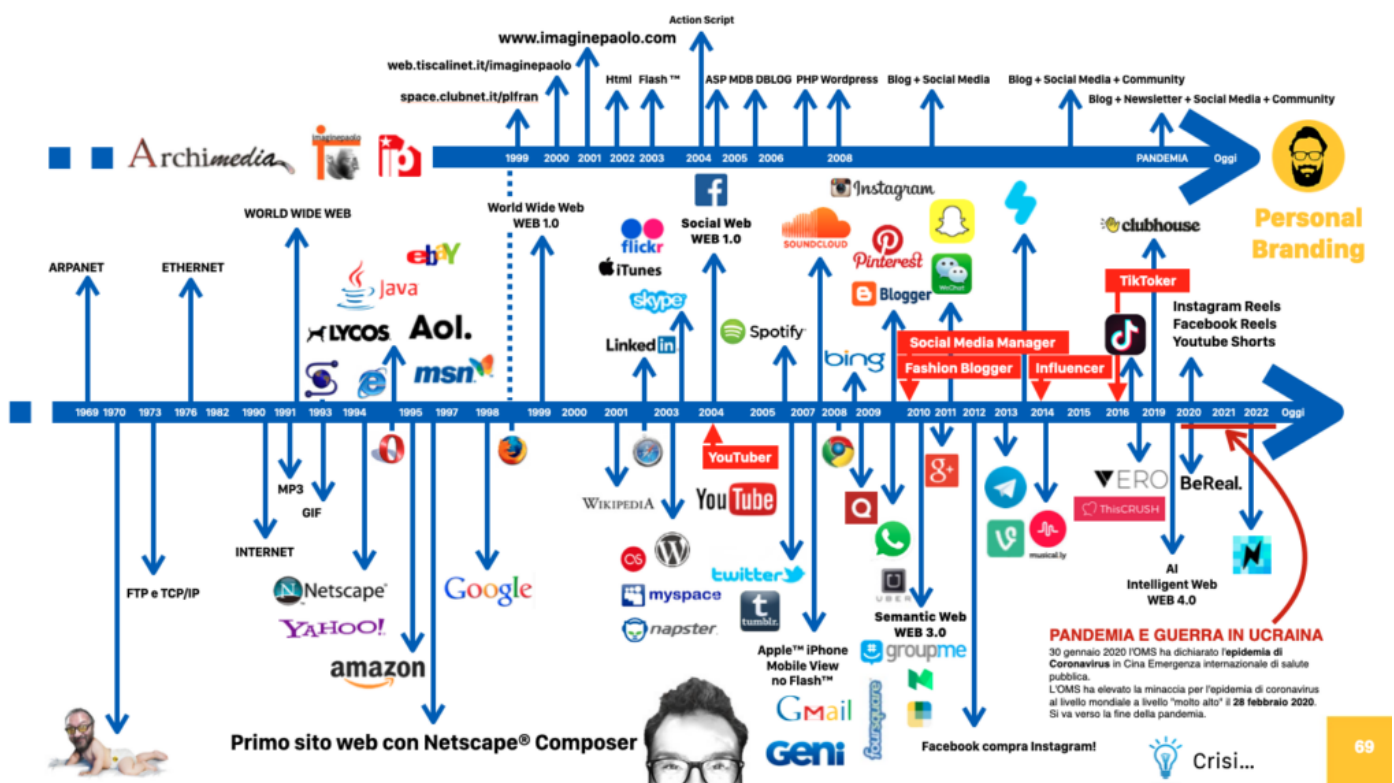 Action Script
www.imaginepaolo.com
web.tiscalinet.it/imaginepaolo
space.clubnet.it/plfran
Html Flash ™
ASP MDB DBLOG PHP Wordpress
Blog + Social Media
Blog + Social Media + Community
Blog + Newsletter + Social Media + Community
Archimedia
imaginepaolo
1999 2000 2001 2002 2003 2004 2005 2006 2008 PANDEMIA Oggi
Personal
Branding
WORLD WIDE WEB
World Wide Web
WEB 1.0
Social Web
WEB 1.0
ARPANET
ETHERNET
ebay
Java
LYCOS
Aol.
msn
flickr
iTunes
skype
Linked in
Spotify
SOUNDCLOUD
Instagram
Pinterest
Blogger
WeChat
bing
clubhouse
TikToker
Social Media Manager
Fashion Blogger
Influencer
Instagram Reels
Facebook Reels
Youtube Shorts
1969 1970 1973 1976 1982 1990 1991 1993 1994 1995 1997 1998 1999 2000 2001 2003 2004 2005 2007 2008 2009 2010 2011 2012 2013 2014 2015 2016 2019 2020 2021 2022 Oggi
YouTuber
YouTube
MP3
GIF
INTERNET
FTP e TCP/IP
Netscape®
YAHOO!
amazon
Google
WIKIPEDIA
myspace
napster
twitter
tumblr.
Apple™ iPhone
Mobile View
no Flash™
GMail
Geni
g+
UBER
Semantic Web
WEB 3.0
groupme
foursquare
musical.ly
VERO
ThisCRUSH
BeReal.
AI
Intelligent Web
WEB 4.0
Primo sito web con Netscape® Composer
Facebook compra Instagram!
PANDEMIA E GUERRA IN UCRAINA
30 gennaio 2020 l'OMS ha dichiarato l'epidemia di
Coronavirus in Cina Emergenza internazionale di salute
pubblica.
L'OMS ha elevato la minaccia per l'epidemia di coronavirus
al livello mondiale a livello "molto alto" il 28 febbraio 2020.
Si va verso la fine della pandemia.
Crisi...
69